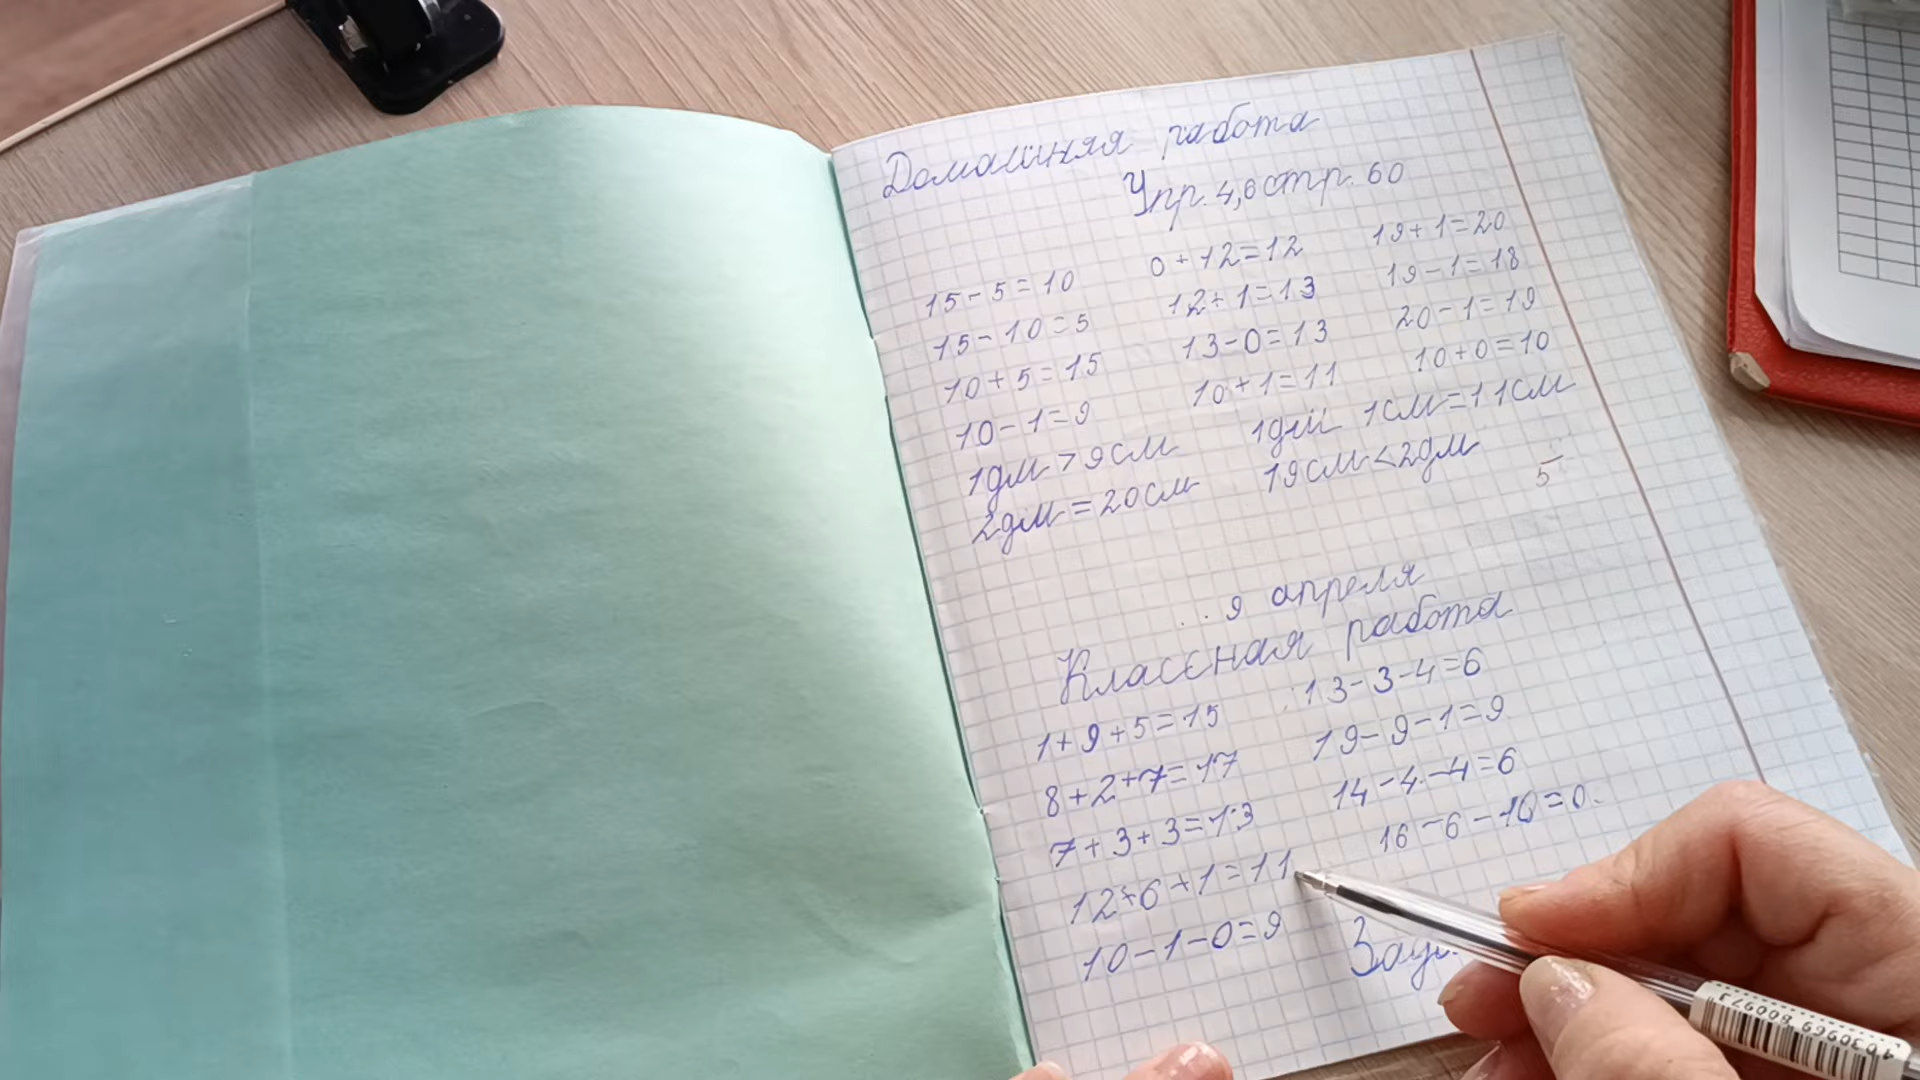 Домашняя работа
Упр. 4,6 стр. 60
15-5=10 0+12=12 19+1=20
15-10=5 12+1=13 19-1=18
10+5=15 13-0=13 20-1=19
10-1=9 10+1=11 10+0=10
1дм>9см 1дм 1см=11см
2дм=20см 19см<2дм
5
9 апреля
Классная работа
1+9+5=15 13-3-4=6
8+2+7=17 19-9-1=9
7+3+3=13 14-4-4=6
12+6+1=11 16-6-10=0
10-1-0=9
4030969 600973